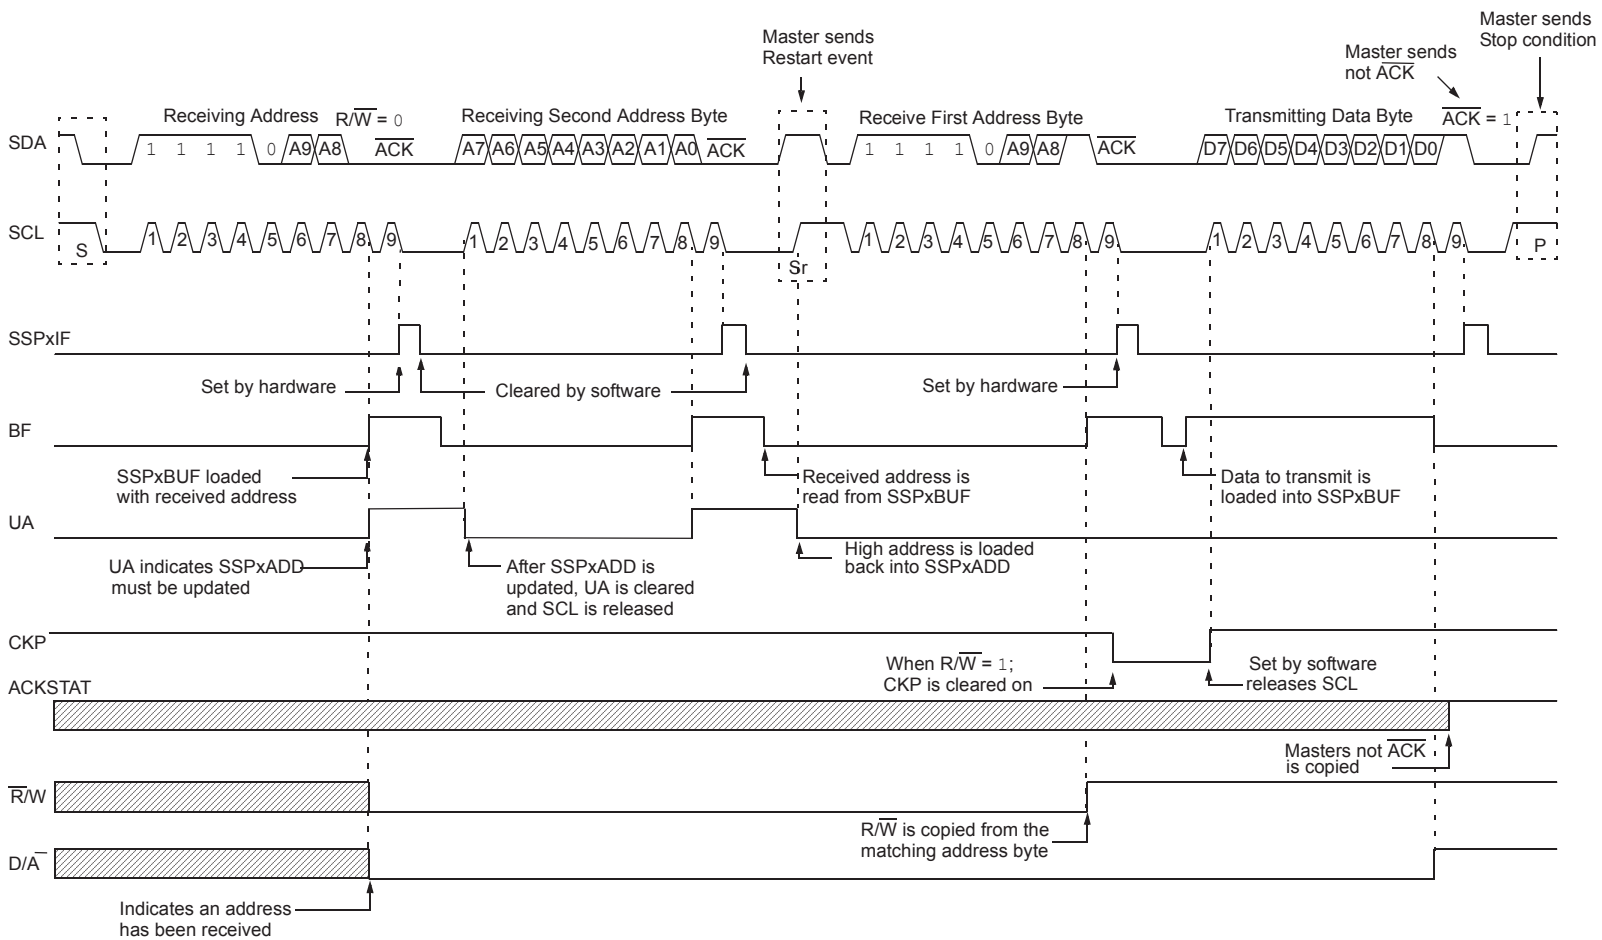 Master sends
Stop condition
Master sends
Restart event
Master sends
not ACK
Receiving Address R/W = 0
Receiving Second Address Byte
Receive First Address Byte
Transmitting Data Byte
ACK = 1
SDA
1 1 1 1 0 A9 A8 ACK
A7 A6 A5 A4 A3 A2 A1 A0 ACK
1 1 1 1 0 A9 A8 ACK
D7 D6 D5 D4 D3 D2 D1 D0
SCL
S
1 2 3 4 5 6 7 8 9
1 2 3 4 5 6 7 8 9
Sr
1 2 3 4 5 6 7 8 9
1 2 3 4 5 6 7 8 9
P
SSPxIF
Set by hardware
Cleared by software
Set by hardware
BF
SSPxBUF loaded
with received address
Received address is
read from SSPxBUF
Data to transmit is
loaded into SSPxBUF
UA
UA indicates SSPxADD
must be updated
After SSPxADD is
updated, UA is cleared
and SCL is released
High address is loaded
back into SSPxADD
CKP
When R/W = 1;
CKP is cleared on
Set by software
releases SCL
ACKSTAT
Masters not ACK
is copied
R/W
R/W is copied from the
matching address byte
D/A
Indicates an address
has been received